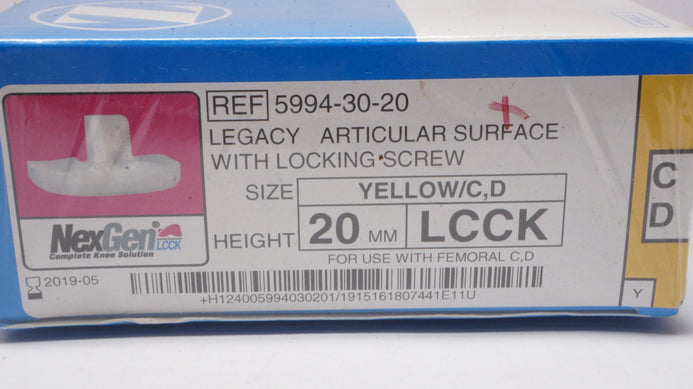 REF 5994-30-20
LEGACY ARTICULAR SURFACE
WITH LOCKING SCREW
SIZE YELLOW/C,D
HEIGHT 20 MM LCCK
FOR USE WITH FEMORAL C,D
NexGen® LCCK
Complete Knee Solution
2019-05
+H124005994030201/1915161807441E11U
C
D
Y